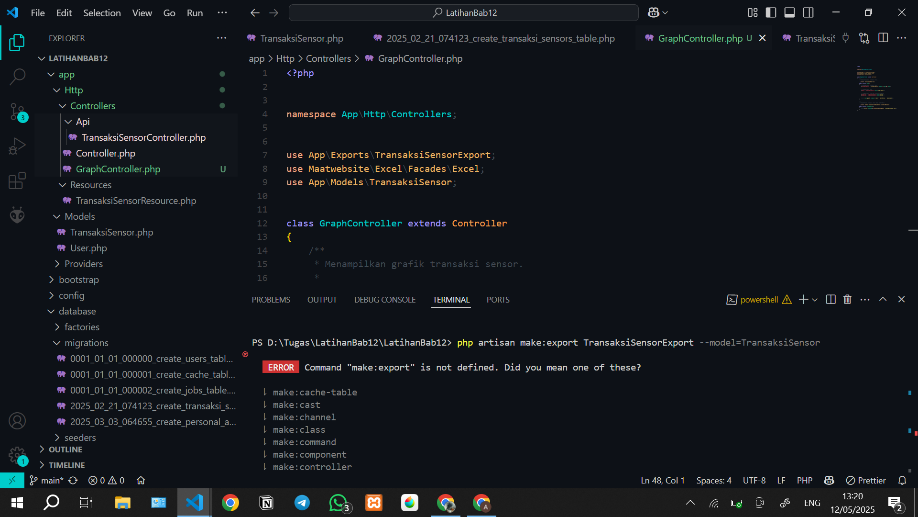 File Edit Selection View Go Run ···
LatihanBab12
EXPLORER
TransaksiSensor.php
2025_02_21_074123_create_transaksi_sensors_table.php
GraphController.php U
TransaksiS
app > Http > Controllers > GraphController.php
LATIHANBAB12
app
Http
Controllers
Api
TransaksiSensorController.php
Controller.php
GraphController.php U
Resources
TransaksiSensorResource.php
Models
TransaksiSensor.php
User.php
Providers
bootstrap
config
database
factories
migrations
0001_01_01_000000_create_users_tabl...
0001_01_01_000001_create_cache_tabl...
0001_01_01_000002_create_jobs_table....
2025_02_21_074123_create_transaksi_s...
2025_03_03_064655_create_personal_a...
seeders
OUTLINE
TIMELINE
3
1
1 <?php
2
3
4 namespace App\Http\Controllers;
5
6
7 use App\Exports\TransaksiSensorExport;
8 use Maatwebsite\Excel\Facades\Excel;
9 use App\Models\TransaksiSensor;
10
11
12 class GraphController extends Controller
13 {
14 /**
15 * Menampilkan grafik transaksi sensor.
16 *
PROBLEMS OUTPUT DEBUG CONSOLE TERMINAL PORTS
powershell
PS D:\Tugas\LatihanBab12\LatihanBab12> php artisan make:export TransaksiSensorExport --model=TransaksiSensor
ERROR Command "make:export" is not defined. Did you mean one of these?
⇂ make:cache-table
⇂ make:cast
⇂ make:channel
⇂ make:class
⇂ make:command
⇂ make:component
⇂ make:controller
main* 0 0
Ln 48, Col 1 Spaces: 4 UTF-8 LF PHP Prettier
3
ENG
13:20
12/05/2025
2